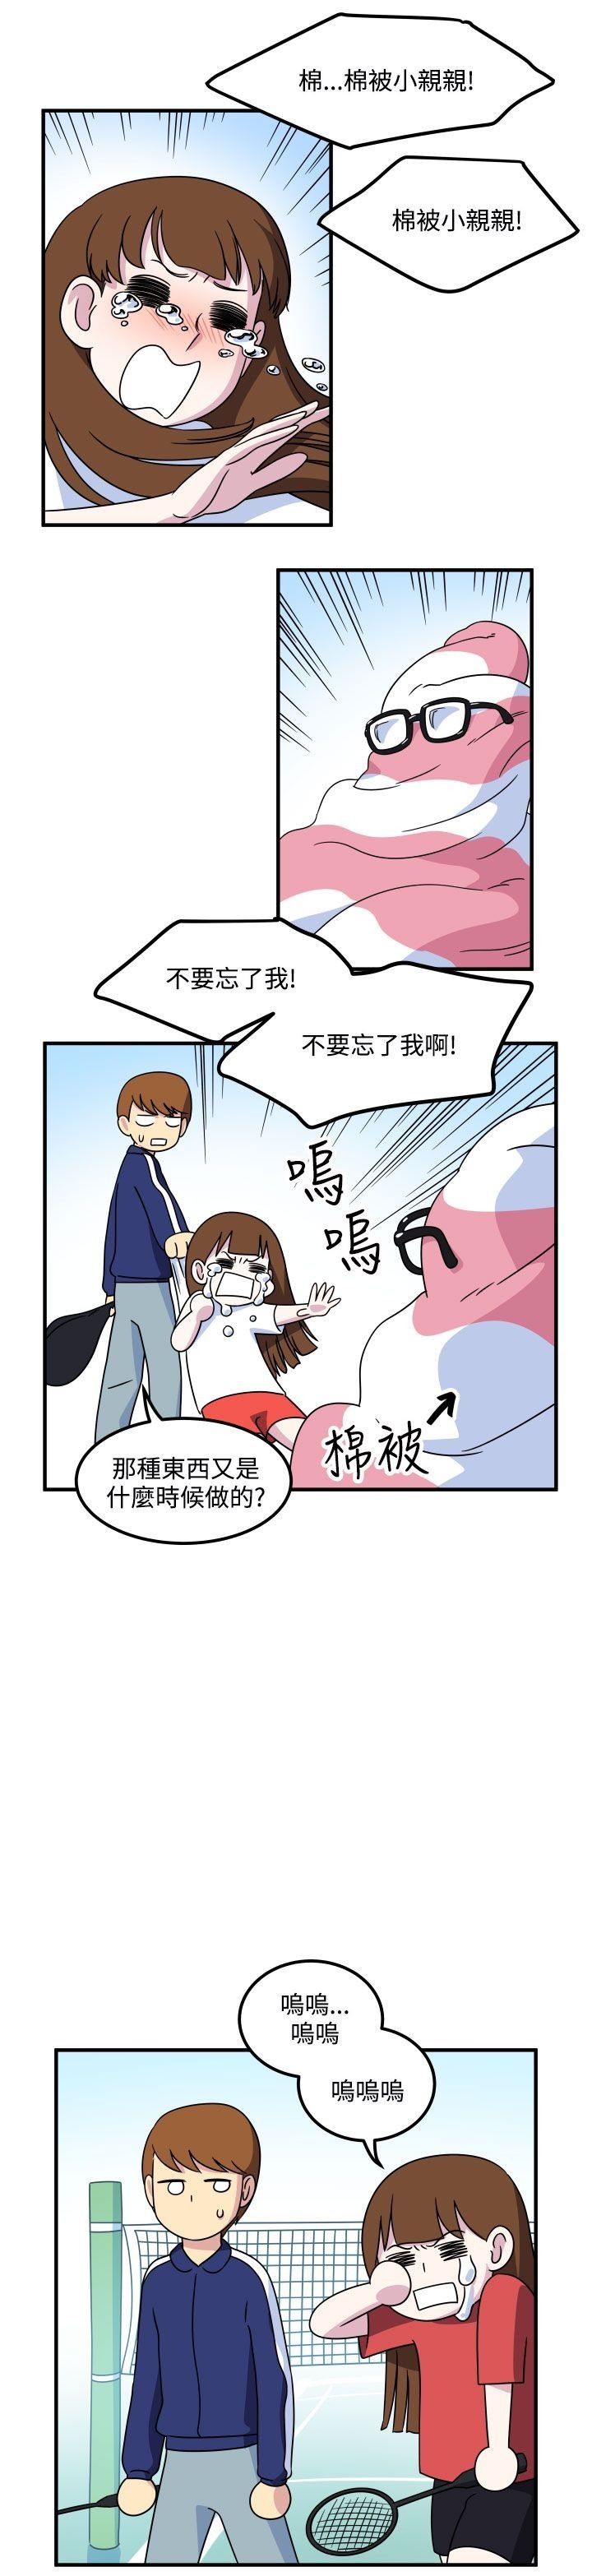 棉...棉被小親親!
棉被小親親!
不要忘了我!
不要忘了我啊!
嗚
嗚
棉被
那種東西又是
什麼時候做的?
嗚嗚...
嗚嗚
嗚嗚嗚